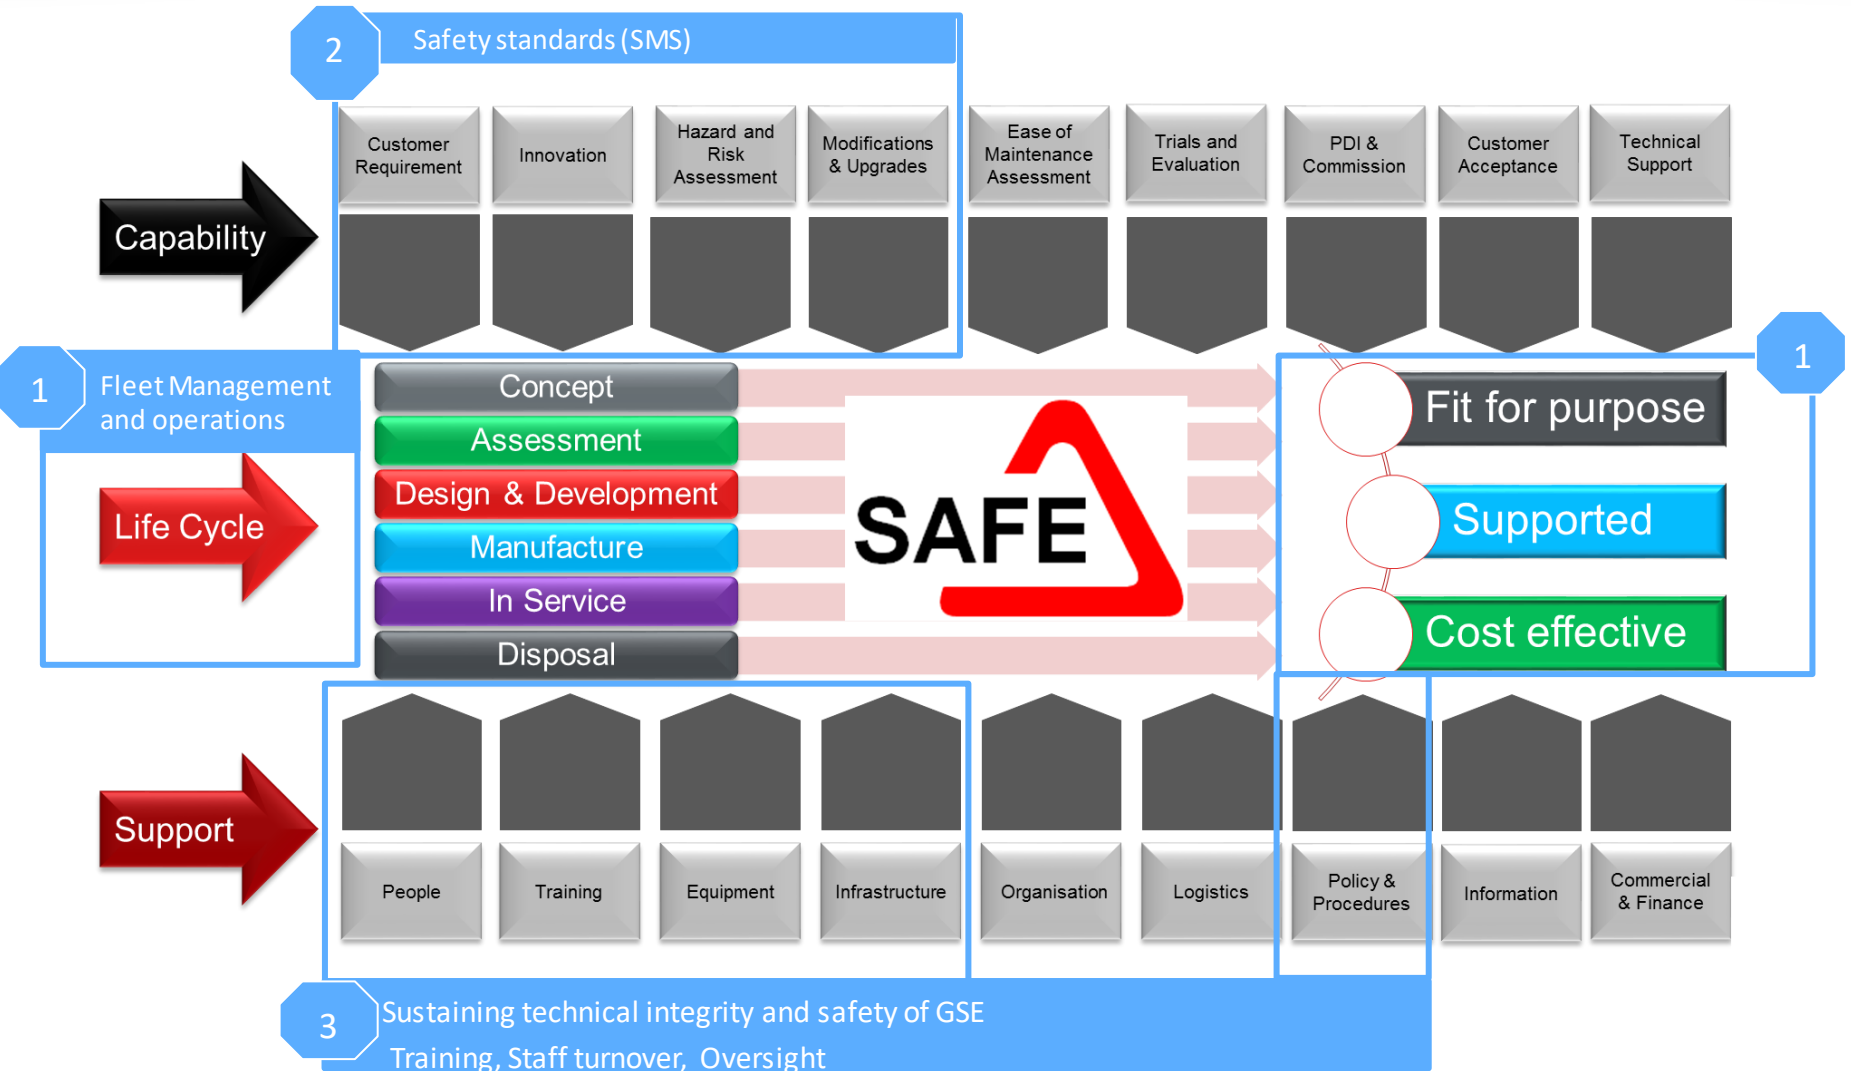 2
Safety standards (SMS)
Customer
Requirement
Innovation
Hazard and
Risk
Assessment
Modifications
& Upgrades
Ease of
Maintenance
Assessment
Trials and
Evaluation
PDI &
Commission
Customer
Acceptance
Technical
Support
Capability
1
Fleet Management
and operations
Life Cycle
Concept
Assessment
Design & Development
Manufacture
In Service
Disposal
SAFE
1
Fit for purpose
Supported
Cost effective
Support
People
Training
Equipment
Infrastructure
Organisation
Logistics
Policy &
Procedures
Information
Commercial
& Finance
3
Sustaining technical integrity and safety of GSE
Training, Staff turnover, Oversight